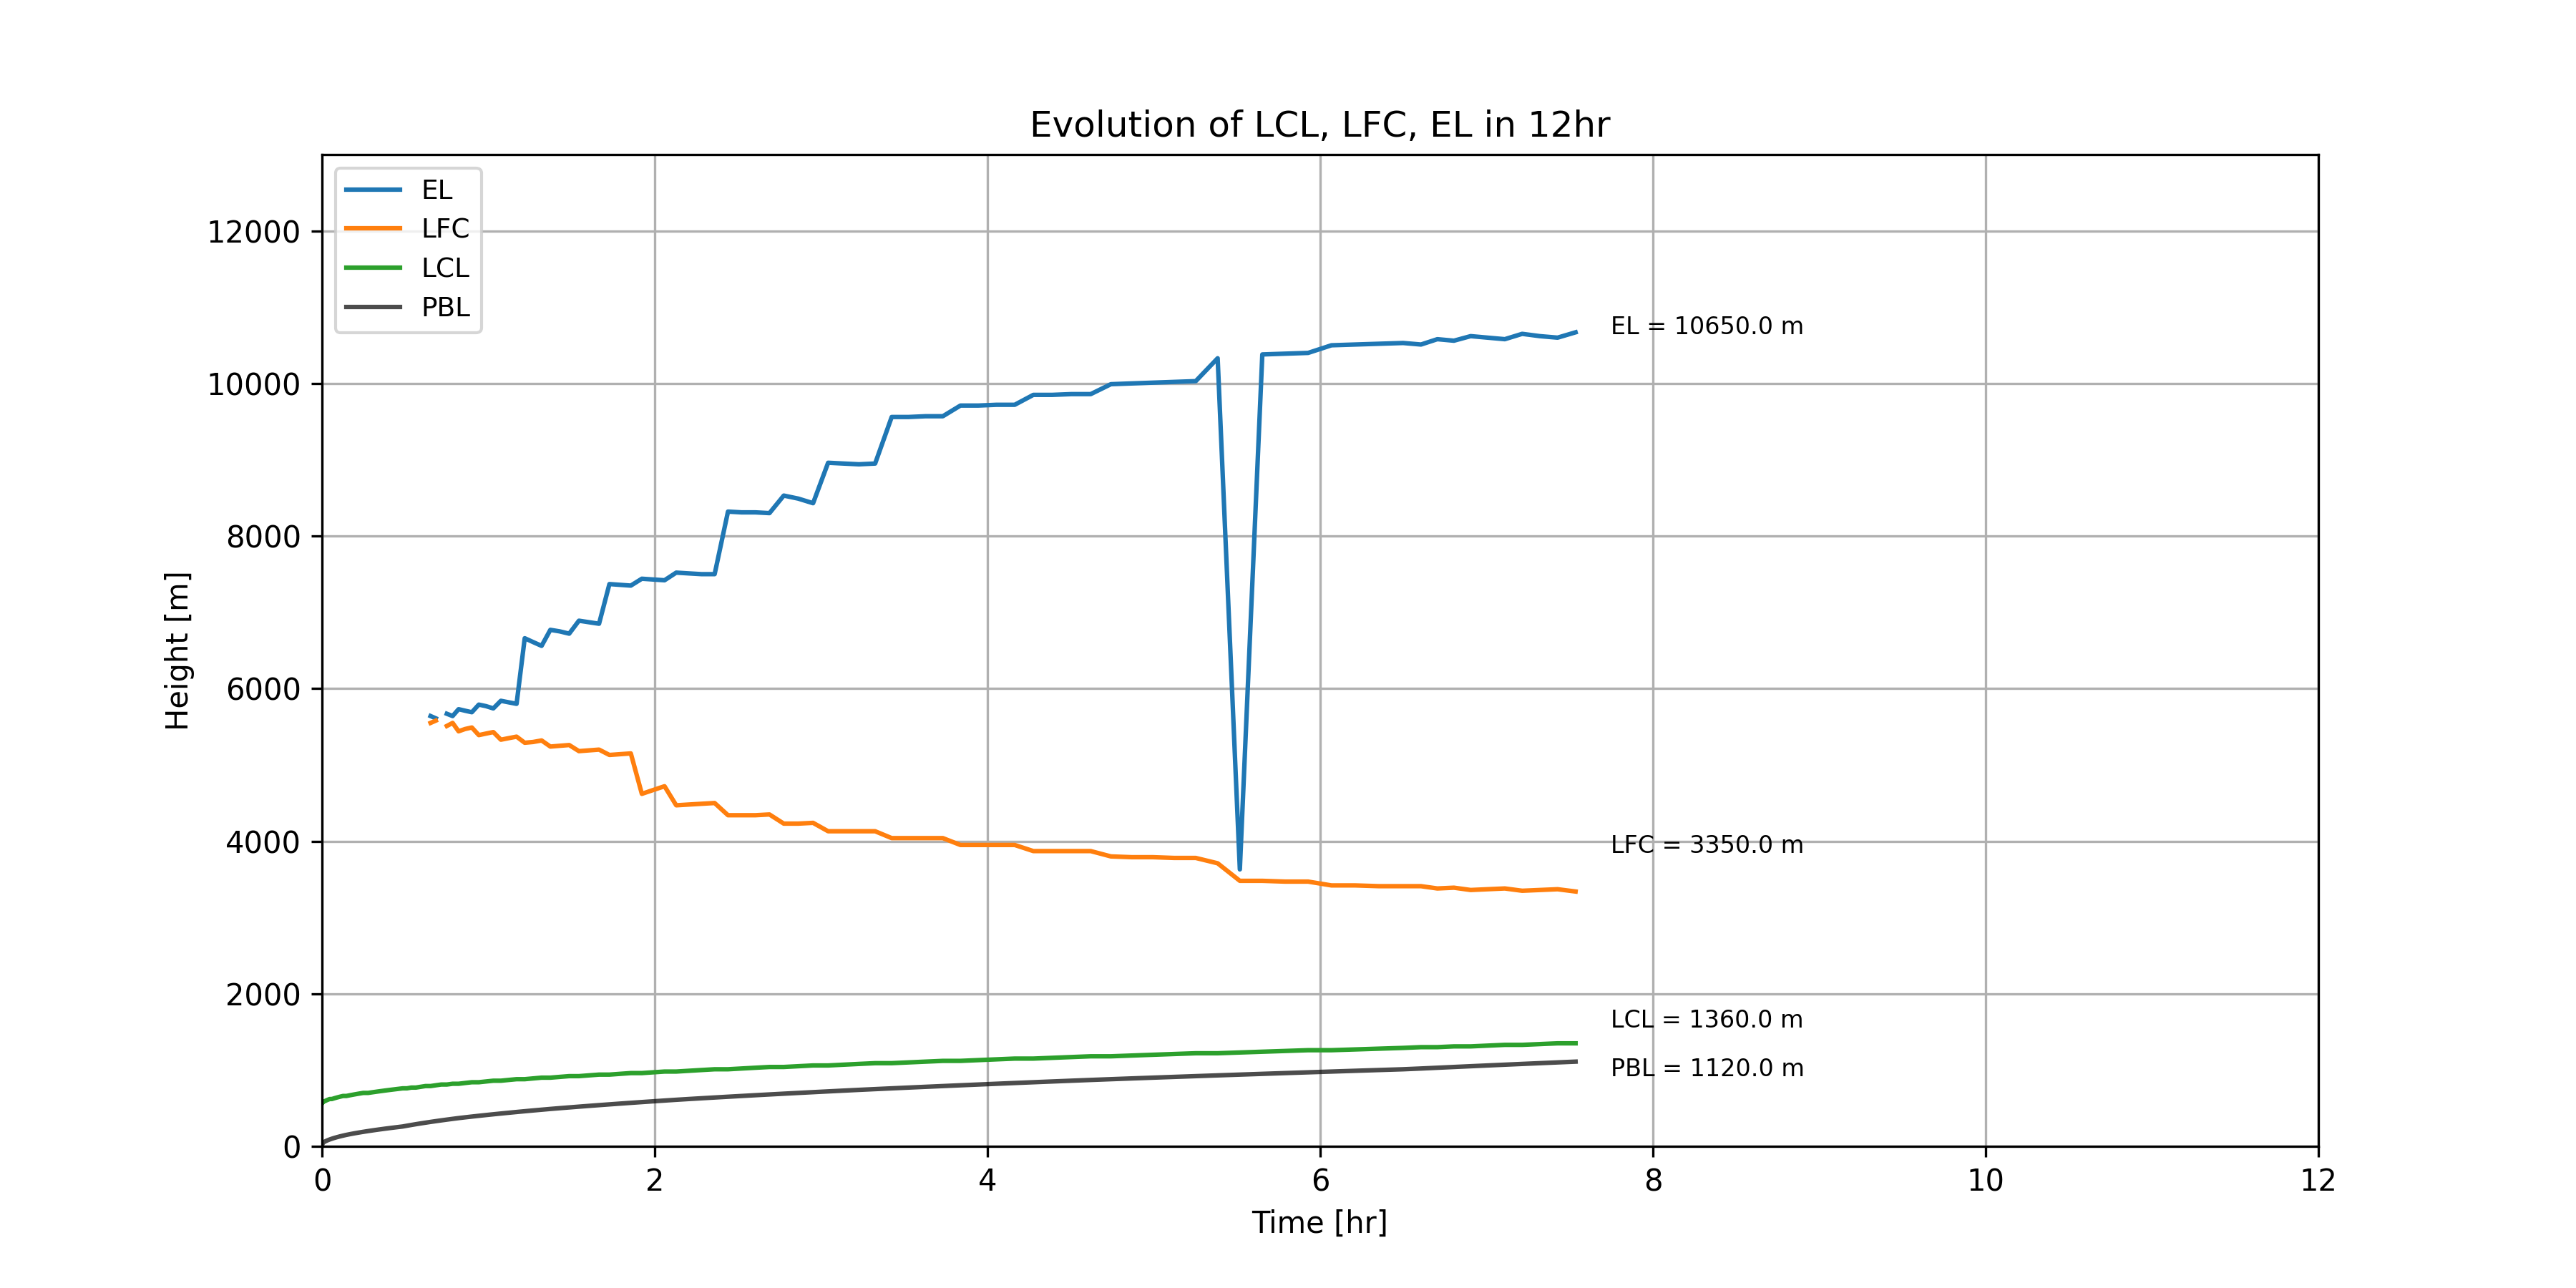 Evolution of LCL, LFC, EL in 12hr
EL
LFC
LCL
PBL
12000
10000
8000
6000
4000
2000
0
Height [m]
EL = 10650.0 m
LFC = 3350.0 m
LCL = 1360.0 m
PBL = 1120.0 m
0 2 4 6 8 10 12
Time [hr]